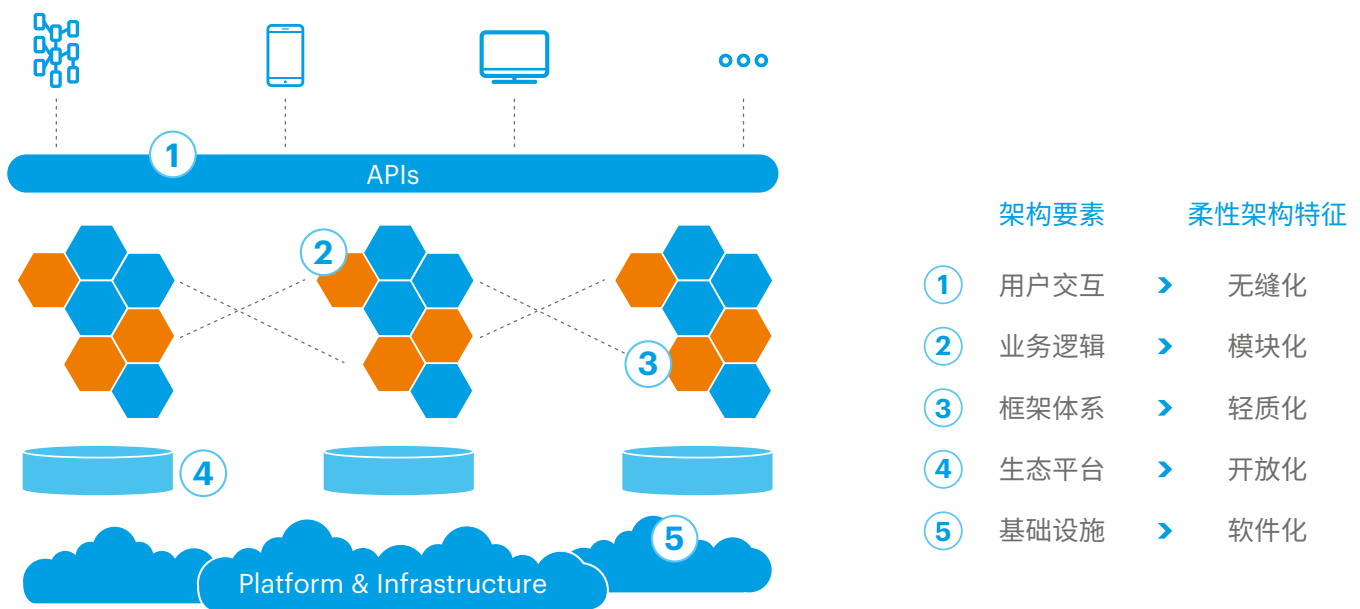 1
APIs
2
3
4
5
Platform & Infrastructure
架构要素 柔性架构特征
1 用户交互 > 无缝化
2 业务逻辑 > 模块化
3 框架体系 > 轻质化
4 生态平台 > 开放化
5 基础设施 > 软件化